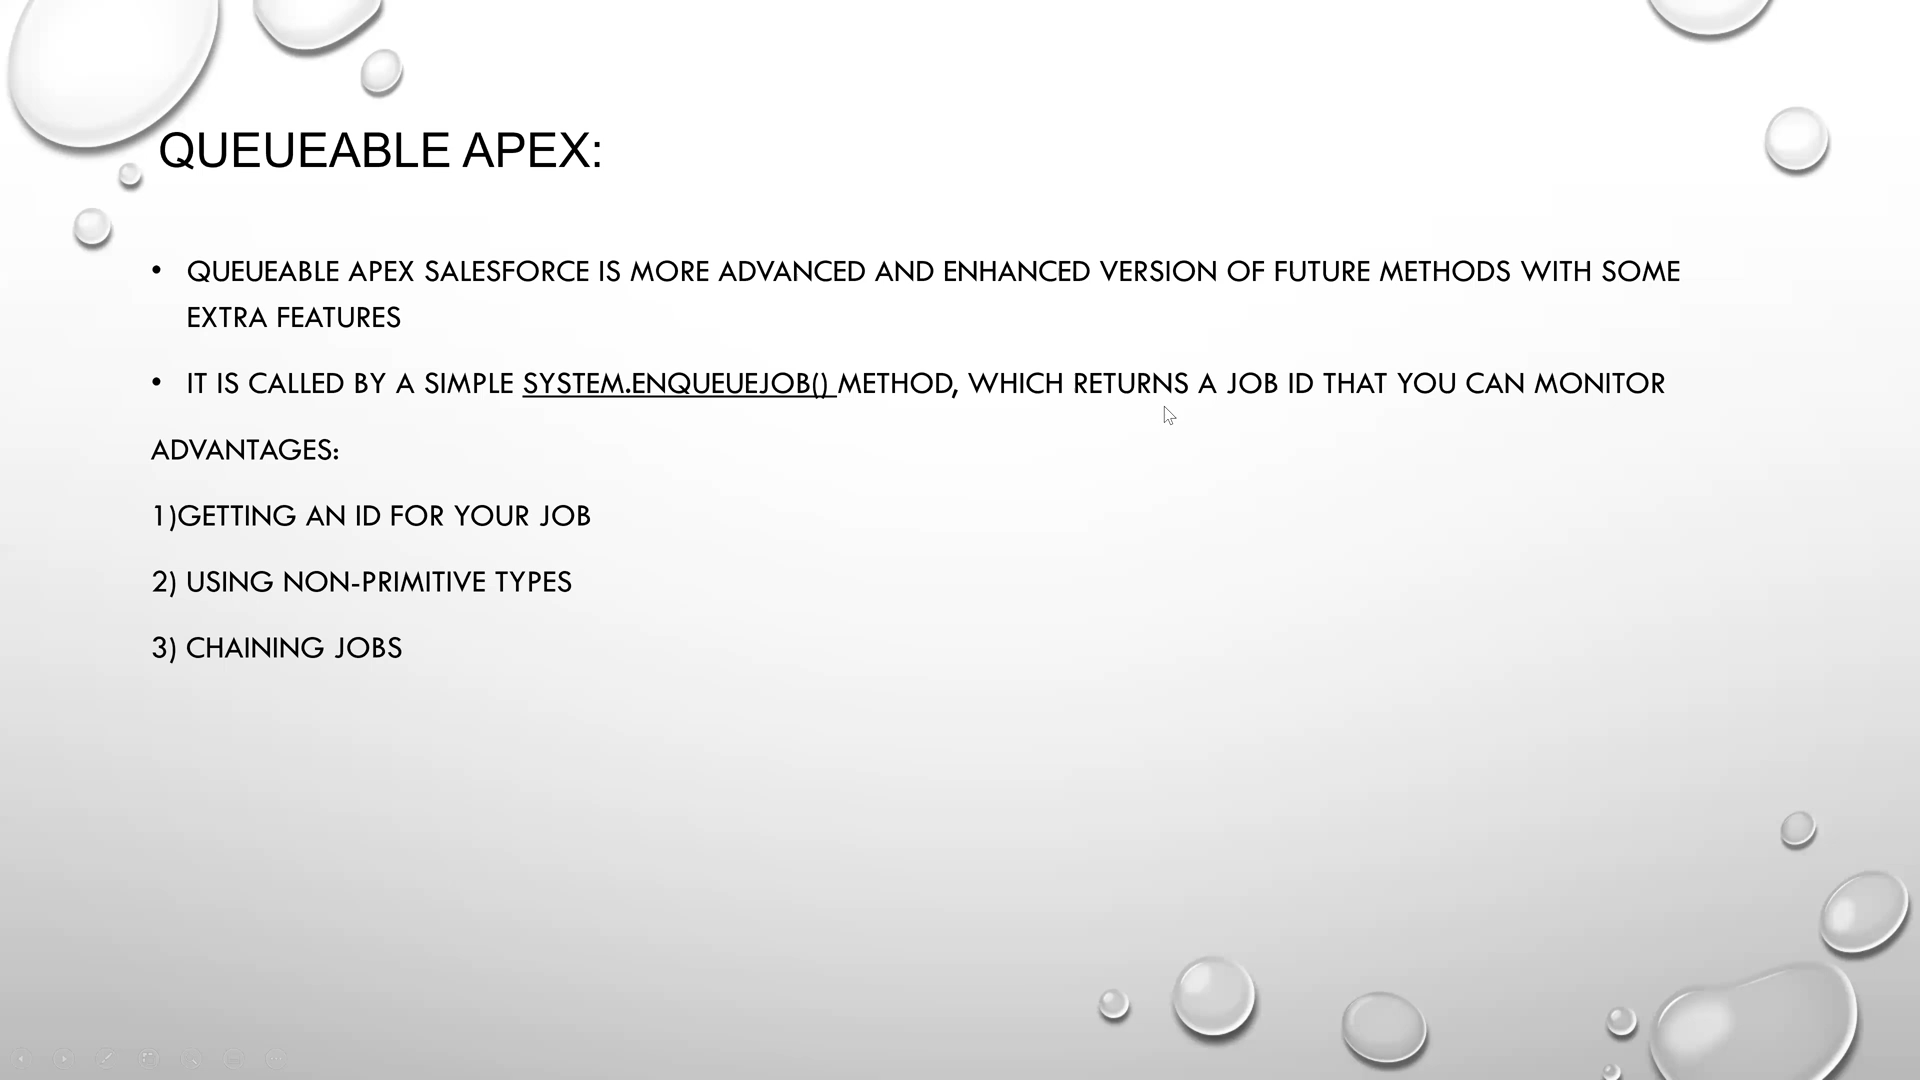 QUEUEABLE APEX:
• QUEUEABLE APEX SALESFORCE IS MORE ADVANCED AND ENHANCED VERSION OF FUTURE METHODS WITH SOME
EXTRA FEATURES
• IT IS CALLED BY A SIMPLE SYSTEM.ENQUEUEJOB() METHOD, WHICH RETURNS A JOB ID THAT YOU CAN MONITOR
ADVANTAGES:
1)GETTING AN ID FOR YOUR JOB
2) USING NON-PRIMITIVE TYPES
3) CHAINING JOBS